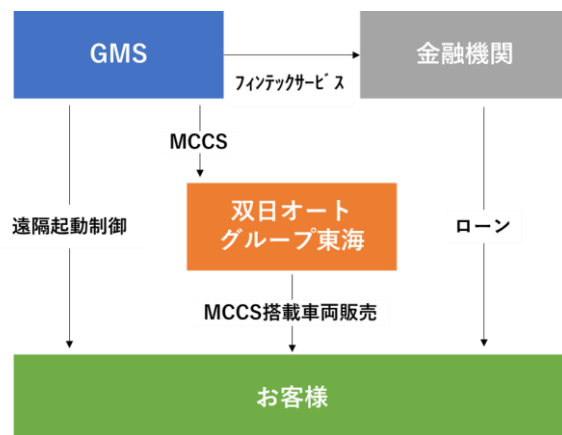 GMS
金融機関
フィンテックサービス
MCCS
双日オート
グループ東海
遠隔起動制御
ローン
MCCS搭載車両販売
お客様